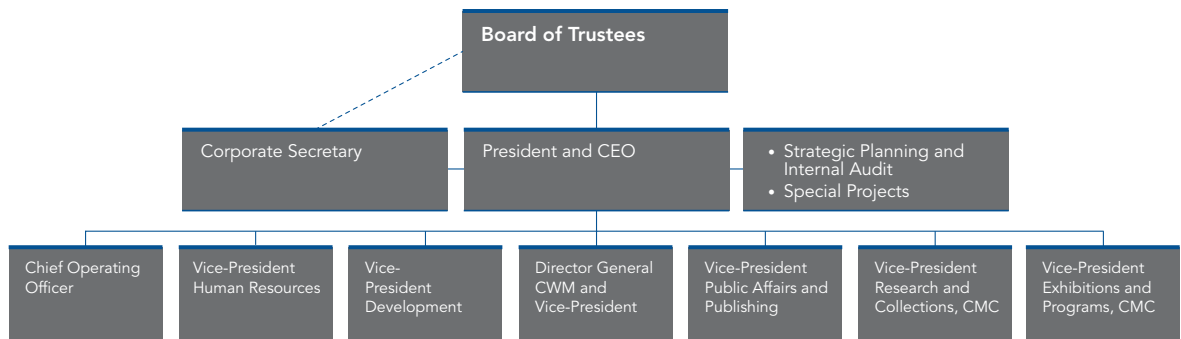 Board of Trustees
Corporate Secretary
President and CEO
• Strategic Planning and
Internal Audit
• Special Projects
Chief Operating
Officer
Vice-President
Human Resources
Vice-
President
Development
Director General
CWM and
Vice-President
Vice-President
Public Affairs and
Publishing
Vice-President
Research and
Collections, CMC
Vice-President
Exhibitions and
Programs, CMC